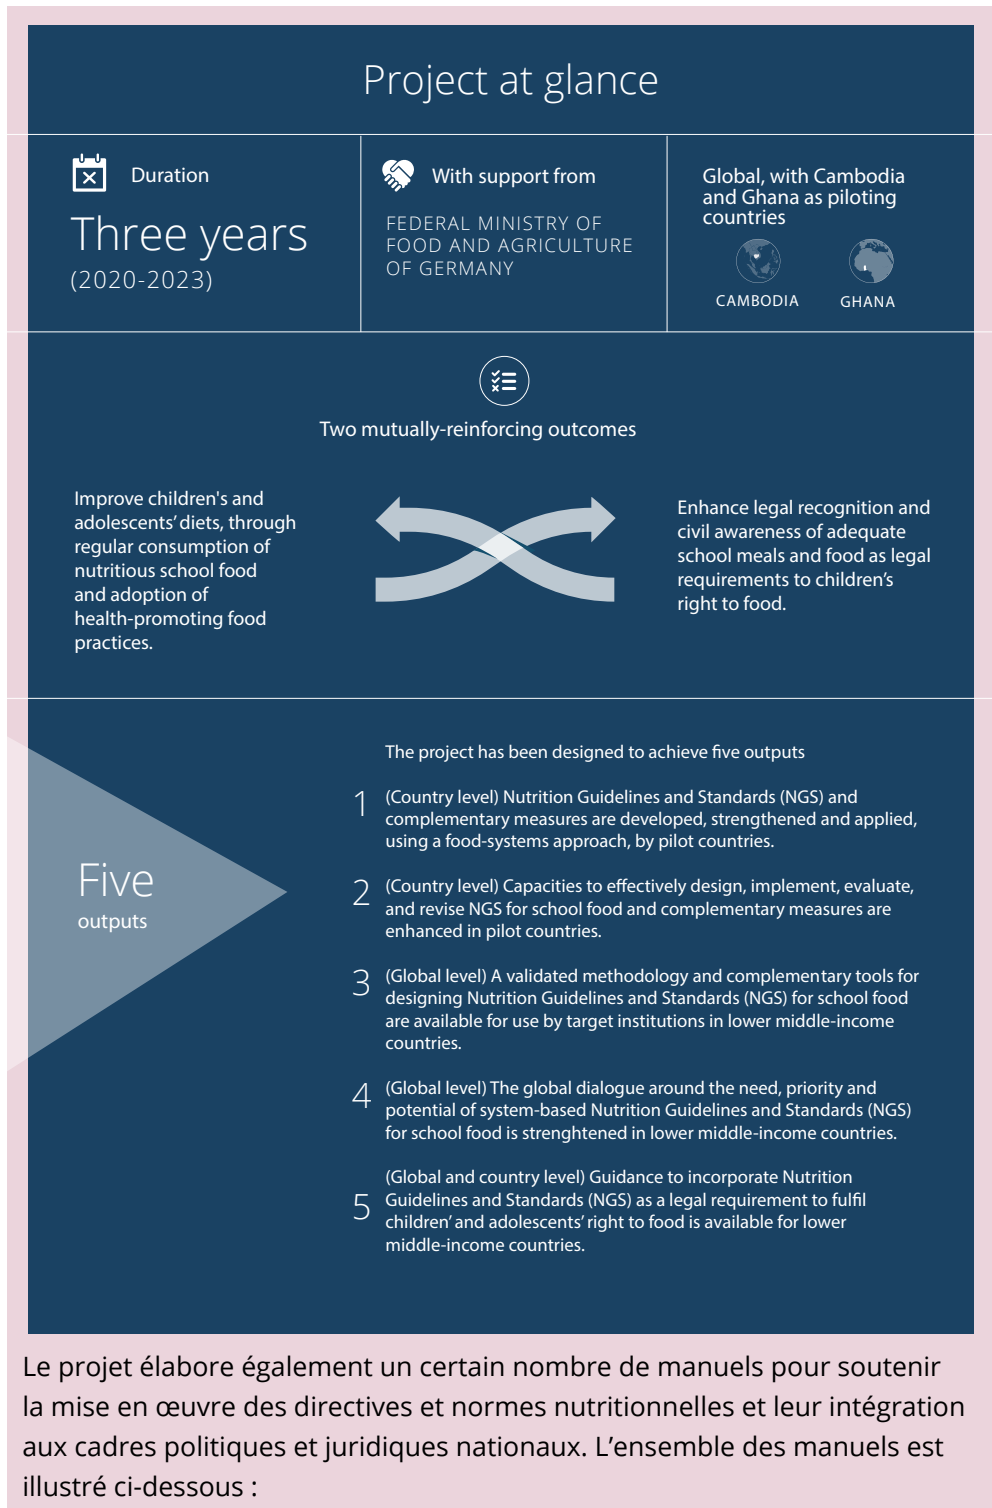 Project at glance
Duration
Three years
(2020-2023)
With support from
FEDERAL MINISTRY OF
FOOD AND AGRICULTURE
OF GERMANY
Global, with Cambodia
and Ghana as piloting
countries
CAMBODIA
GHANA
Two mutually-reinforcing outcomes
Improve children's and
adolescents’ diets, through
regular consumption of
nutritious school food
and adoption of
health-promoting food
practices.
Enhance legal recognition and
civil awareness of adequate
school meals and food as legal
requirements to children’s
right to food.
Five
outputs
The project has been designed to achieve five outputs
1 (Country level) Nutrition Guidelines and Standards (NGS) and
complementary measures are developed, strengthened and applied,
using a food-systems approach, by pilot countries.
2 (Country level) Capacities to effectively design, implement, evaluate,
and revise NGS for school food and complementary measures are
enhanced in pilot countries.
3 (Global level) A validated methodology and complementary tools for
designing Nutrition Guidelines and Standards (NGS) for school food
are available for use by target institutions in lower middle-income
countries.
4 (Global level) The global dialogue around the need, priority and
potential of system-based Nutrition Guidelines and Standards (NGS)
for school food is strenghtened in lower middle-income countries.
(Global and country level) Guidance to incorporate Nutrition
5 Guidelines and Standards (NGS) as a legal requirement to fulfil
children’ and adolescents’ right to food is available for lower
middle-income countries.
Le projet élabore également un certain nombre de manuels pour soutenir
la mise en œuvre des directives et normes nutritionnelles et leur intégration
aux cadres politiques et juridiques nationaux. L’ensemble des manuels est
illustré ci-dessous :